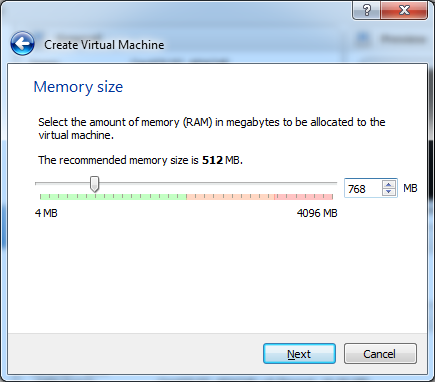 ?
Create Virtual Machine
Memory size
Select the amount of memory (RAM) in megabytes to be allocated to the
virtual machine.
The recommended memory size is 512 MB.
768 MB
4 MB 4096 MB
Next Cancel